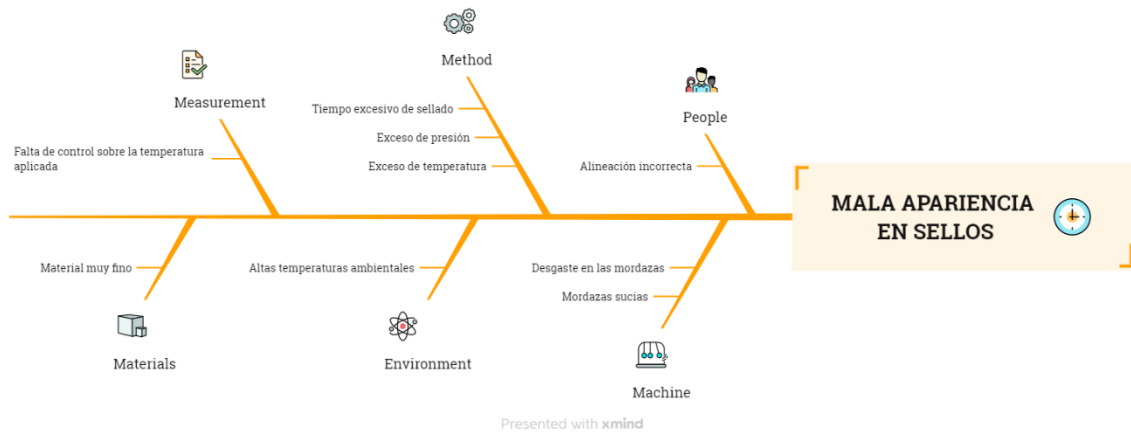 Method
Measurement
Tiempo excesivo de sellado
People
Exceso de presión
Falta de control sobre la temperatura
aplicada
Exceso de temperatura
Alineación incorrecta
MALA APARIENCIA
EN SELLOS
Material muy fino
Altas temperaturas ambientales
Desgaste en las mordazas
Mordazas sucias
Materials
Environment
Machine
Presented with xmind